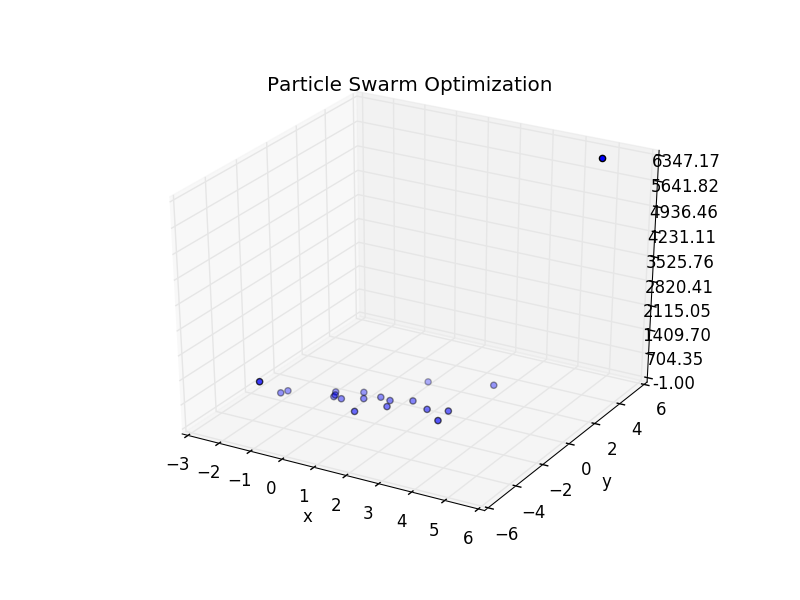 Particle Swarm Optimization
6347.17
5641.82
4936.46
4231.11
3525.76
2820.41
2115.05
1409.70
704.35
-1.00
−3 −2 −1 0 1 2 3 4 5 6
x
−6 −4 −2 0 2 4 6
y